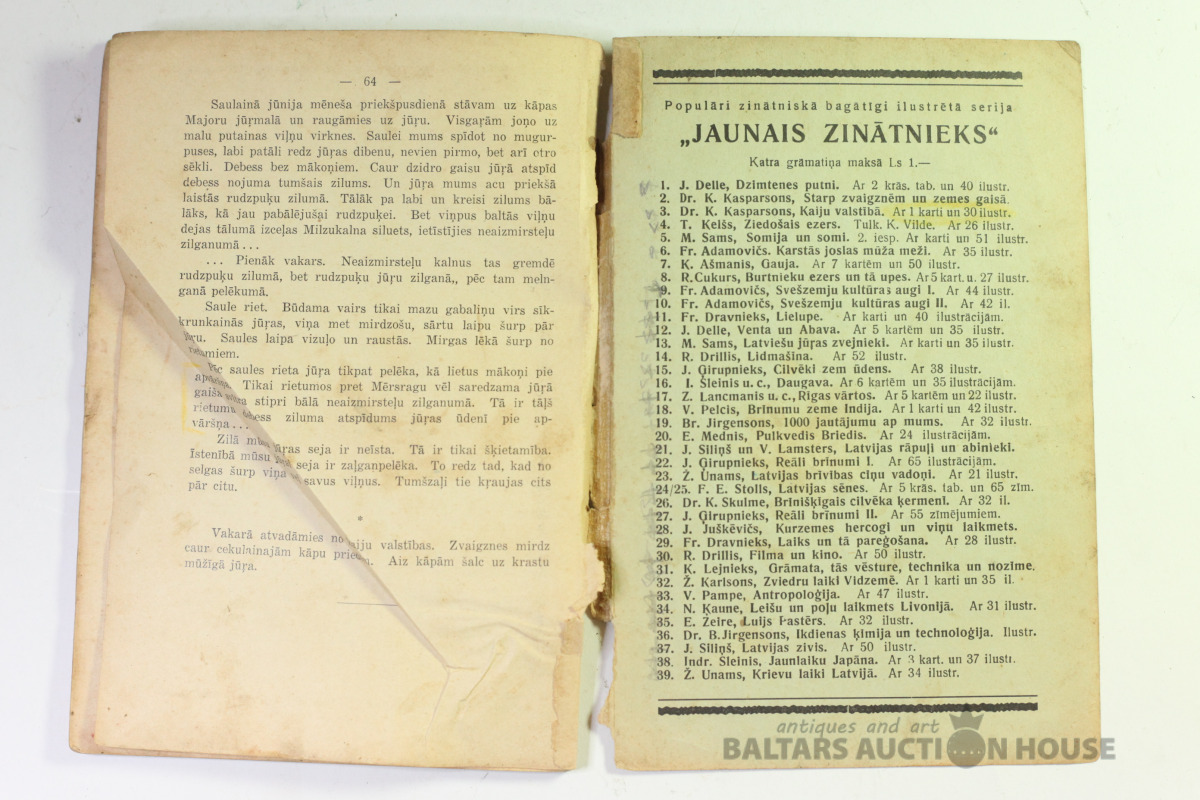 — 64 —
Saulainā jūnija mēneša priekšpusdienā stāvam uz kāpas
Majoru jūrmalā un raugāmies uz jūru. Visgaŗām joņo uz
malu putainas viļņu virknes. Saulei mums spīdot no mugur-
puses, labi patāli redz jūras dibenu, nevien pirmo, bet arī otro
sēkli. Debess bez mākoņiem. Caur dzidro gaisu jūrā atspīd
debess nojuma tumšais zilums. Un jūra mums acu priekšā
laistās rudzpuķu zilumā. Tālāk pa labi un kreisi zilums bā-
lāks, kā jau pabālējušai rudzpuķei. Bet viņpus baltās viļņu
dejas tālumā izceļas Milzukalna siluets, ietīstījies neaizmirsteļu
zilganumā . . .
. . . Pienāk vakars. Neaizmirsteļu kalnus tas gremdē
rudzpuķu zilumā, bet rudzpuķu jūru zilganā,, pēc tam meln-
ganā pelēkumā.
Saule riet. Būdama vairs tikai mazu gabaliņu virs sīk-
krunkainās jūras, viņa met mirdzošu, sārtu laipu šurp pār
jūru. Saules laipa vizuļo un raustās. Mirgas lēkā šurp no
Pēc saules rieta jūra tikpat pelēka, kā lietus mākoņi pie
Tikai rietumos pret Mērsragu vēl saredzama jūrā
gaiša stipri bālā neaizmirsteļu zilganumā. Tā ir tāļš
rietumu debess ziluma atspīdums jūras ūdenī pie ap-
vāršņa . . .
Zilā jūras seja ir neīsta. Tā ir tikai šķietamība.
Īstenībā mūsu seja ir zaļganpelēka. To redz tad, kad no
selgas šurp viņa savus viļņus. Tumšzaļi tie kŗaujas cits
pār citu.
*
Vakarā atvadāmies no kaiju valstības. Zvaigznes mirdz
caur cekulainajām kāpu priedēm. Aiz kāpām šalc uz krastu
mūžīgā jūra.
Populāri zinātniskā bagātīgi ilustrētā serija
„JAUNAIS ZINĀTNIEKS“
Katra grāmatiņa maksā Ls 1.—
1. J. Delle, Dzimtenes putni. Ar 2 krās. tab. un 40 ilustr.
2. Dr. K. Kasparsons, Starp zvaigznēm un zemes gaisā.
3. Dr. K. Kasparsons, Kaiju valstībā. Ar 1 karti un 30 ilustr.
4. T. Ķelšs, Ziedošais ezers. Tulk. K. Vilde. Ar 26 ilustr.
5. M. Sams, Somija un somi. 2. iesp. Ar karti un 51 ilustr.
6. Fr. Adamovičs. Karstās joslas mūža meži. Ar 35 ilustr.
7. K. Ašmanis, Gauja. Ar 7 kartēm un 50 ilustr.
8. R. Cukurs, Burtnieku ezers un tā upes. Ar 5 kart. u. 27 ilustr.
9. Fr. Adamovičs, Svešzemju kultūras augi I. Ar 44 ilustr.
10. Fr. Adamovičs, Svešzemju kultūras augi II. Ar 42 il.
11. Fr. Dravnieks, Lielupe. Ar karti un 40 ilustrācijām.
12. J. Delle, Venta un Abava. Ar 5 kartēm un 35 ilustr.
13. M. Sams, Latviešu jūras zvejnieki. Ar karti un 35 ilustr.
14. R. Drillis, Lidmašīna. Ar 52 ilustr.
15. J. Ģirupnieks, Cilvēki zem ūdens. Ar 38 ilustr.
16. I. Šleinis u. c., Daugava. Ar 6 kartēm un 35 ilustrācijām.
17. Z. Lancmanis u. c., Rīgas vārtos. Ar 5 kartēm un 22 ilustr.
18. V. Pelcis, Brīnumu zeme Indija. Ar 1 karti un 42 ilustr.
19. Br. Jirgensons, 1000 jautājumu ap mums. Ar 32 ilustr.
20. E. Mednis, Pulkvedis Briedis. Ar 24 ilustrācijām.
21. J. Siliņš un V. Lamsters, Latvijas rāpuļi un abinieki.
22. J. Ģirupnieks, Reāli brīnumi I. Ar 65 ilustrācijām.
23. Ž. Unams, Latvijas brīvības cīņu vadoņi. Ar 21 ilustr.
24/25. F. E. Stolls, Latvijas sēnes. Ar 5 krās. tab. un 65 zīm.
26. Dr. K. Skulme, Brīnišķīgais cilvēka ķermenī. Ar 32 il.
27. J. Ģirupnieks, Reāli brīnumi II. Ar 55 zīmējumiem.
28. J. Juškēvičs, Kurzemes hercogi un viņu laikmets.
29. Fr. Dravnieks, Laiks un tā pareģošana. Ar 28 ilustr.
30. R. Drillis, Filma un kino. Ar 50 ilustr.
31. K. Lejnieks, Grāmata, tās vēsture, technika un nozīme.
32. Ž. Karlsons, Zviedru laiki Vidzemē. Ar 1 karti un 35 il.
33. V. Pampe, Antropoloģija. Ar 47 ilustr.
34. N. Ķaune, Leišu un poļu laikmets Livonijā. Ar 31 ilustr.
35. E. Zeire, Luijs Pastērs. Ar 32 ilustr.
36. Dr. B. Jirgensons, Ikdienas ķīmija un technoloģija. Ilustr.
37. J. Siliņš, Latvijas zivis. Ar 50 ilustr.
38. Indr. Šleinis, Jaunlaiku Japāna. Ar 3 kart. un 37 ilustr.
39. Ž. Unams, Krievu laiki Latvijā. Ar 34 ilustr.
antiques and art
BALTARS AUCTION HOUSE